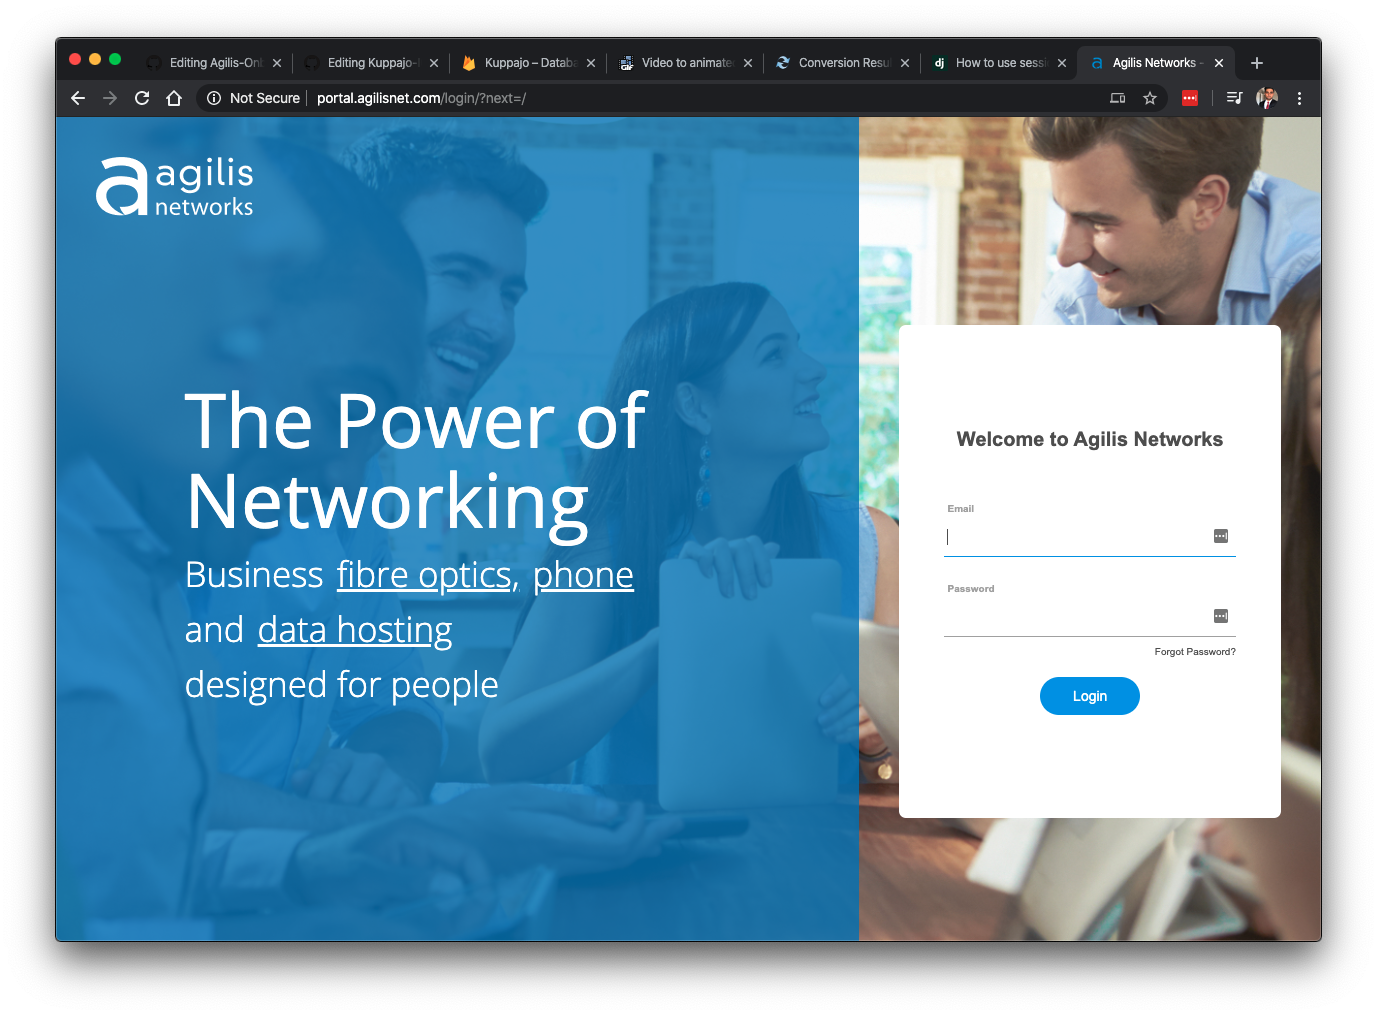 Editing Agilis-Onl
Editing Kuppajo-
Kuppajo – Databa
Video to animated
Conversion Resul
dj How to use sessi
a Agilis Networks -
Not Secure portal.agilisnet.com/login/?next=/
a agilis
networks
The Power of
Networking
Business fibre optics, phone
and data hosting
designed for people
Welcome to Agilis Networks
Email
Password
Forgot Password?
Login